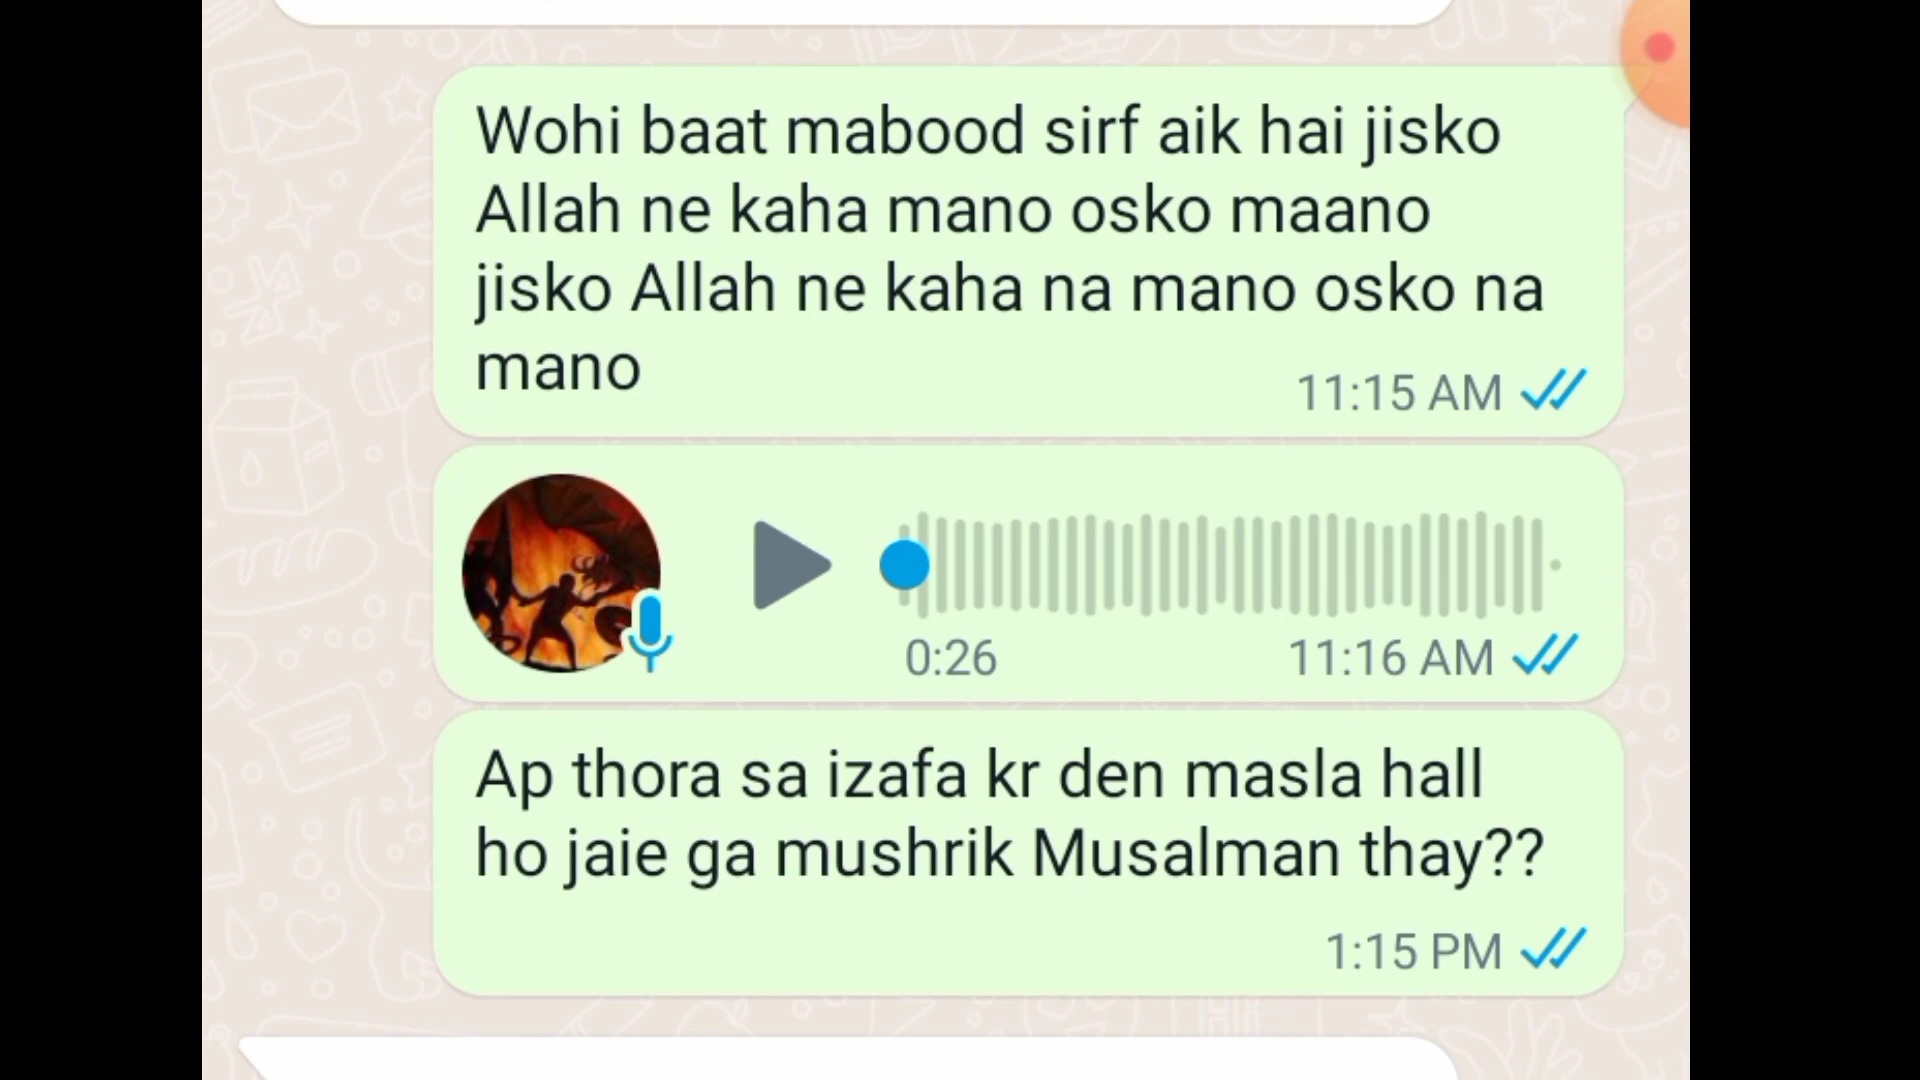 Wohi baat mabood sirf aik hai jisko
Allah ne kaha mano osko maano
jisko Allah ne kaha na mano osko na
mano
11:15 AM
0:26
11:16 AM
Ap thora sa izafa kr den masla hall
ho jaie ga mushrik Musalman thay??
1:15 PM